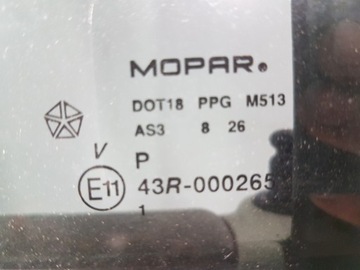 MOPAR®
DOT18 PPG M513
AS3 8 26
V P
E11 43R-000265
1